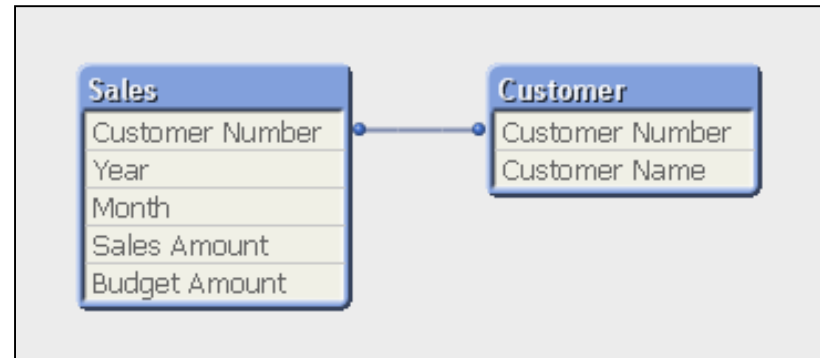 Sales
Customer Number
Year
Month
Sales Amount
Budget Amount
Customer
Customer Number
Customer Name